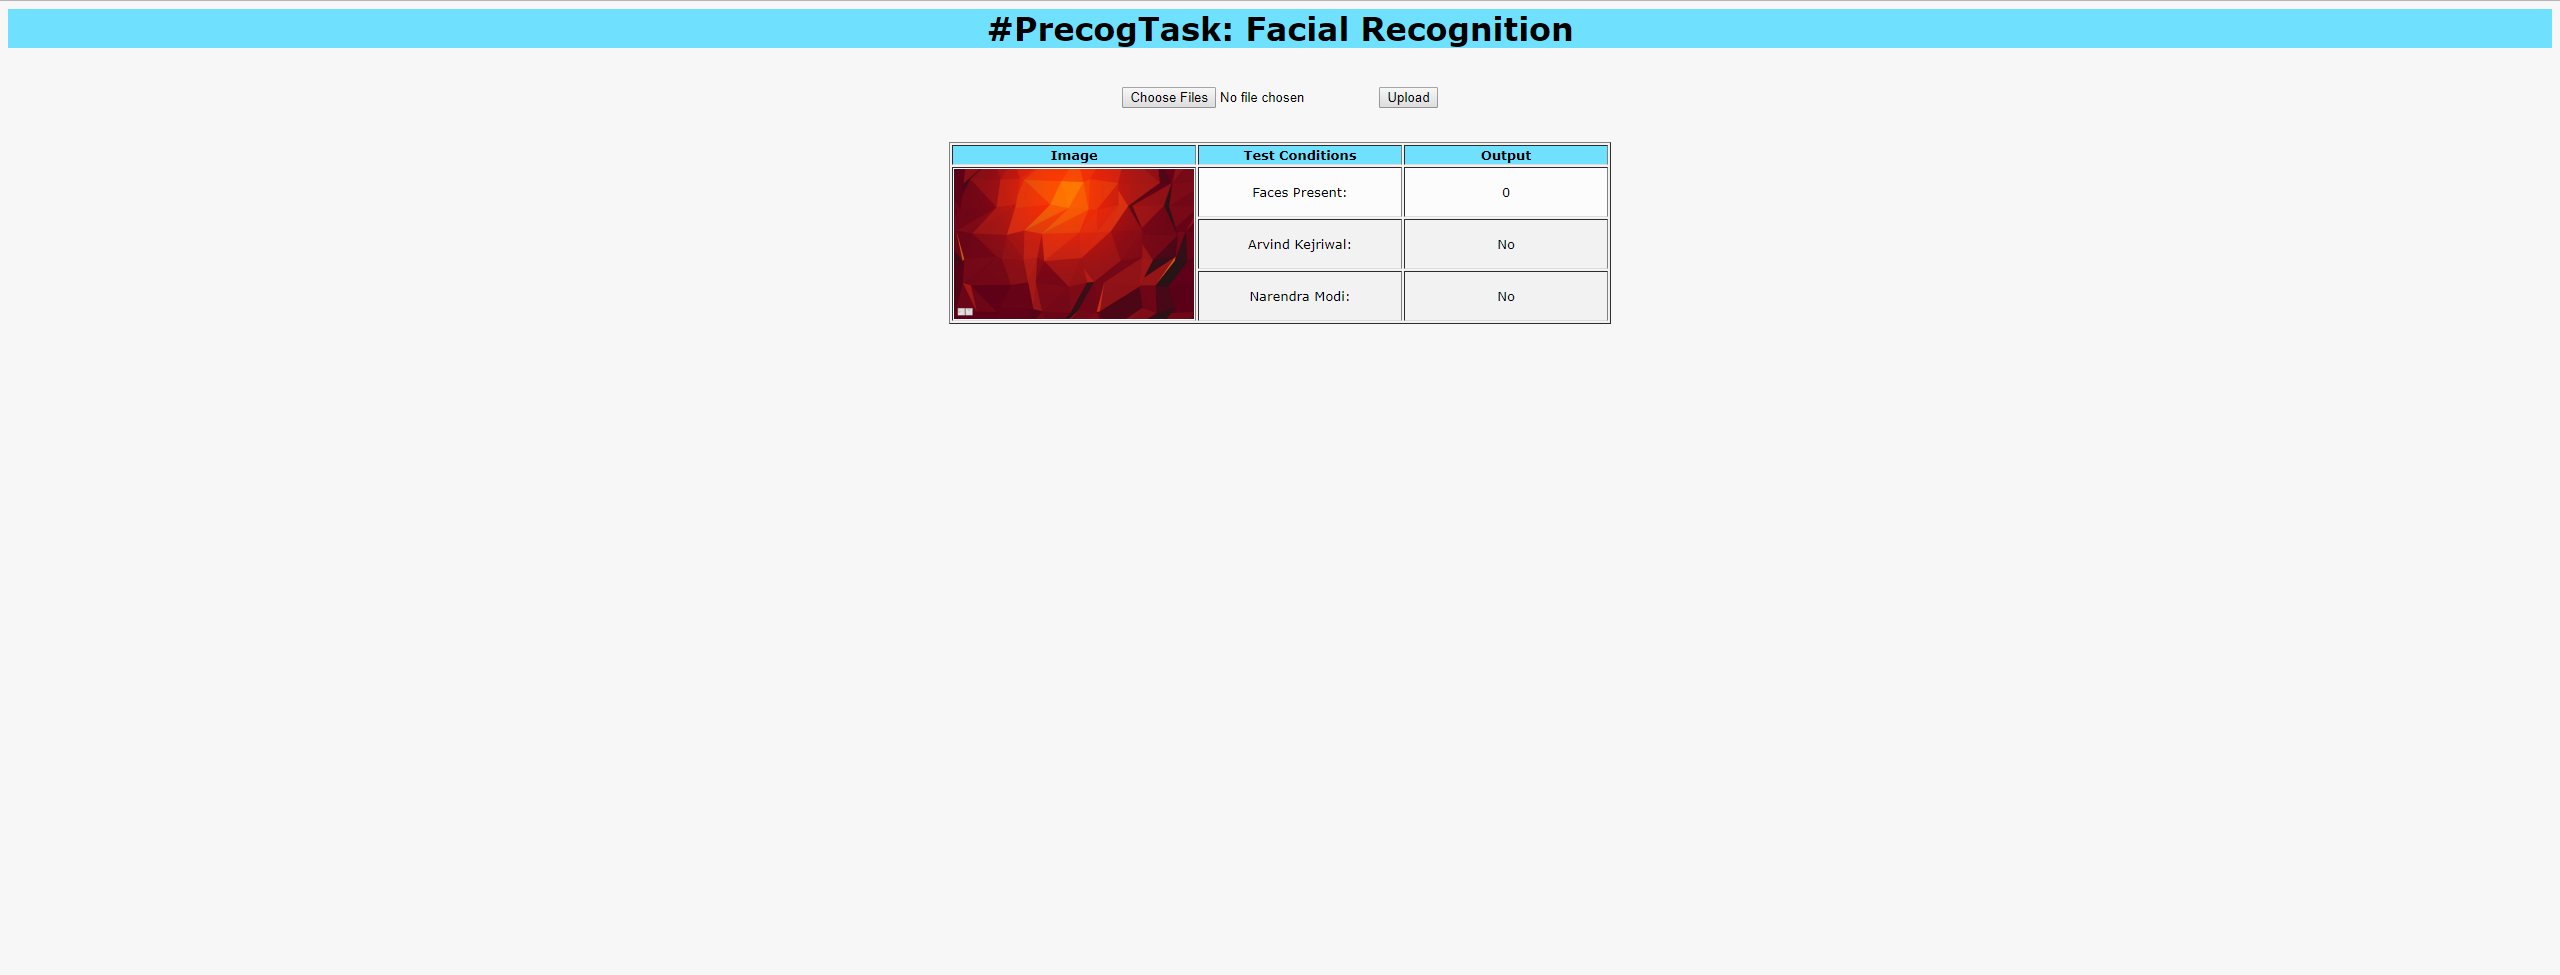 #PrecogTask: Facial Recognition
Choose Files No file chosen Upload
Image Test Conditions Output
Faces Present: 0
Arvind Kejriwal: No
Narendra Modi: No